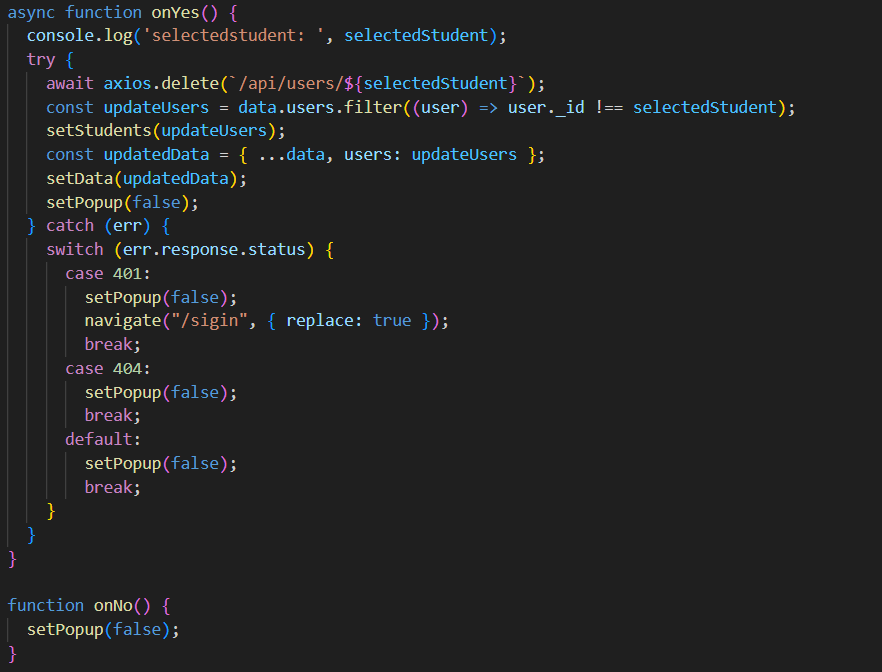 async function onYes() {
  console.log('selectedstudent: ', selectedStudent);
  try {
    await axios.delete(`/api/users/${selectedStudent}`);
    const updateUsers = data.users.filter((user) => user._id !== selectedStudent);
    setStudents(updateUsers);
    const updatedData = { ...data, users: updateUsers };
    setData(updatedData);
    setPopup(false);
  } catch (err) {
    switch (err.response.status) {
      case 401:
        setPopup(false);
        navigate("/sigin", { replace: true });
        break;
      case 404:
        setPopup(false);
        break;
      default:
        setPopup(false);
        break;
    }
  }
}

function onNo() {
  setPopup(false);
}